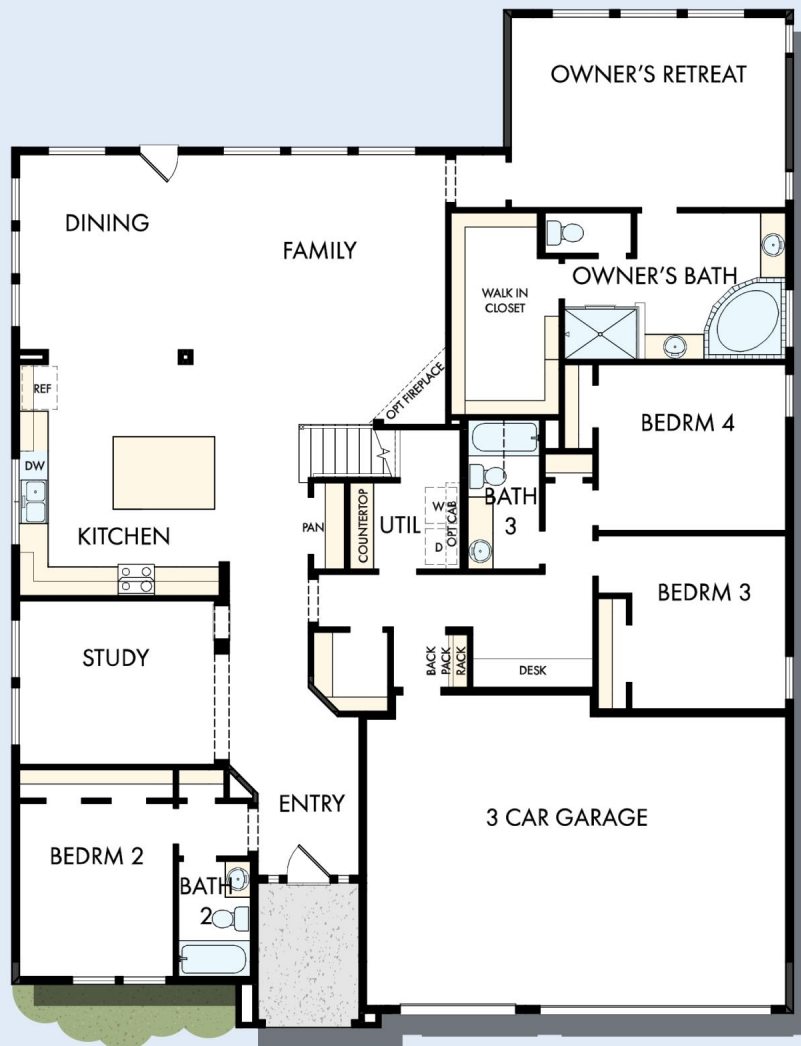 OWNER'S RETREAT
DINING
FAMILY
OWNER'S BATH
WALK IN
CLOSET
OPT FIREPLACE
REF
BEDRM 4
DW
W
D
OPT CAB
BATH
3
COUNTERTOP
UTIL
PAN
KITCHEN
BEDRM 3
STUDY
BACK
PACK
RACK
DESK
ENTRY
3 CAR GARAGE
BEDRM 2
BATH
2